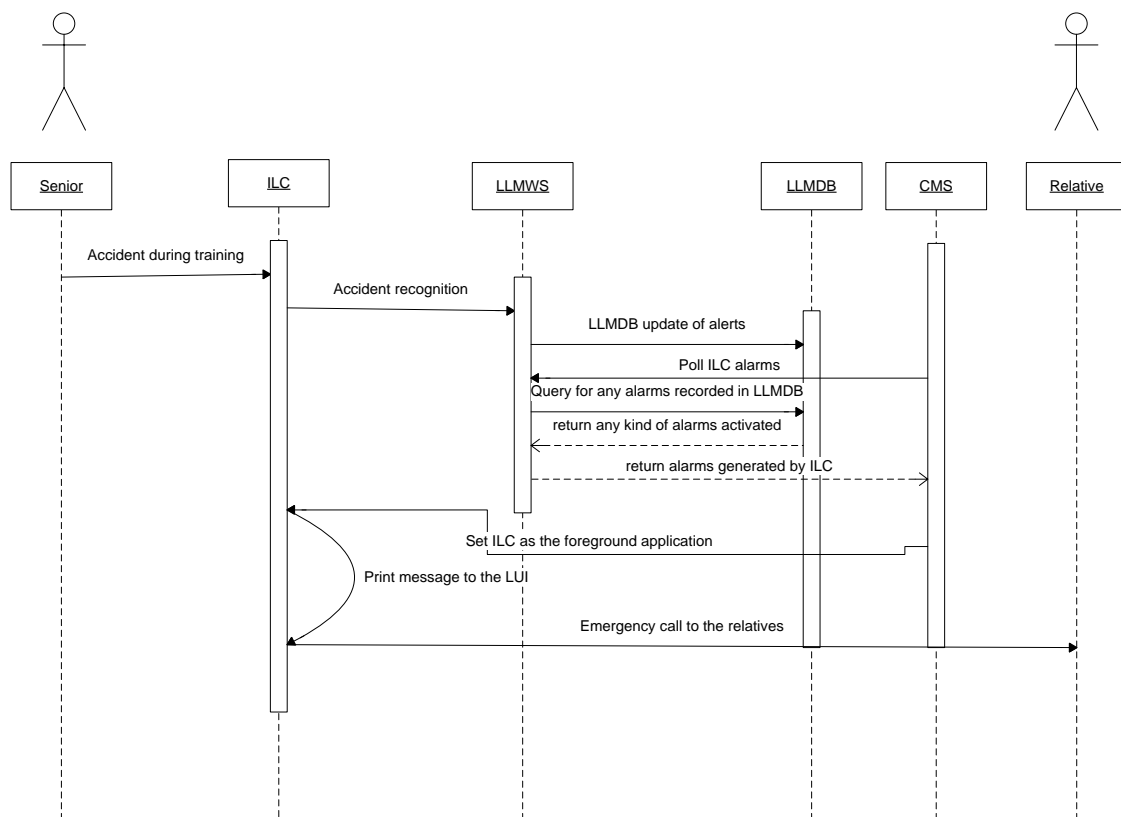 Senior
ILC
LLMWS
LLMDB
CMS
Relative
Accident during training
Accident recognition
LLMDB update of alerts
Poll ILC alarms
Query for any alarms recorded in LLMDB
return any kind of alarms activated
return alarms generated by ILC
Set ILC as the foreground application
Print message to the LUI
Emergency call to the relatives